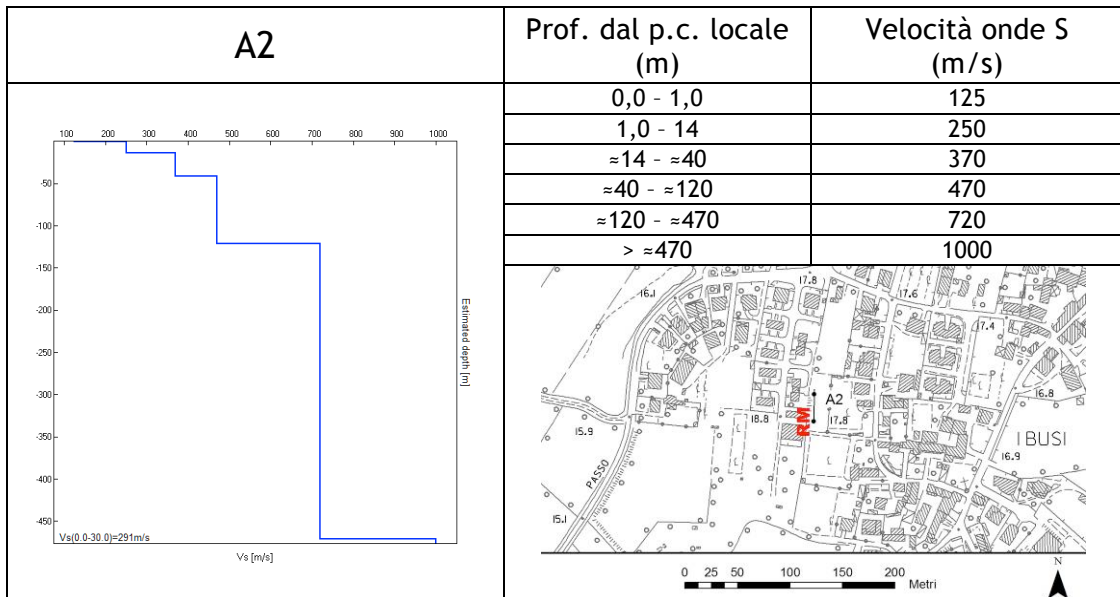 A2
Prof. dal p.c. locale (m)
Velocità onde S (m/s)
0,0 – 1,0 125
1,0 – 14 250
≈14 – ≈40 370
≈40 – ≈120 470
≈120 – ≈470 720
> ≈470 1000
100 200 300 400 500 600 700 800 900 1000
-50
-100
-150
-200
-250
-300
-350
-400
-450
Estimated depth [m]
Vs(0.0-30.0)=291m/s
Vs [m/s]
17.8
16.1
17.6
17.4
16.8
A2
RM
18.8
17.8
15.9
I BUSI
16.9
PASSO
15.1
0 25 50 100 150 200
Metri
N